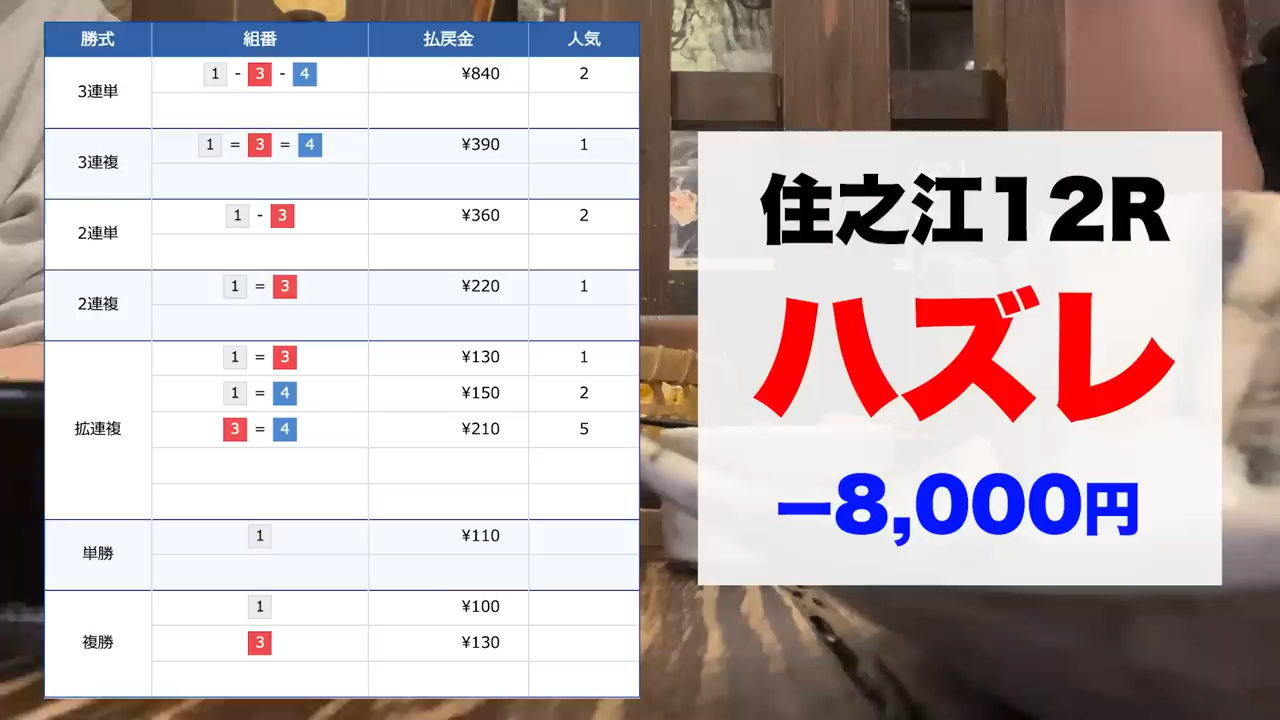 勝式 組番 払戻金 人気
3連単 1 - 3 - 4 ¥840 2
3連複 1 = 3 = 4 ¥390 1
2連単 1 - 3 ¥360 2
2連複 1 = 3 ¥220 1
拡連複 1 = 3 ¥130 1
1 = 4 ¥150 2
3 = 4 ¥210 5
単勝 1 ¥110
複勝 1 ¥100
3 ¥130
住之江12R
ハズレ
−8,000円